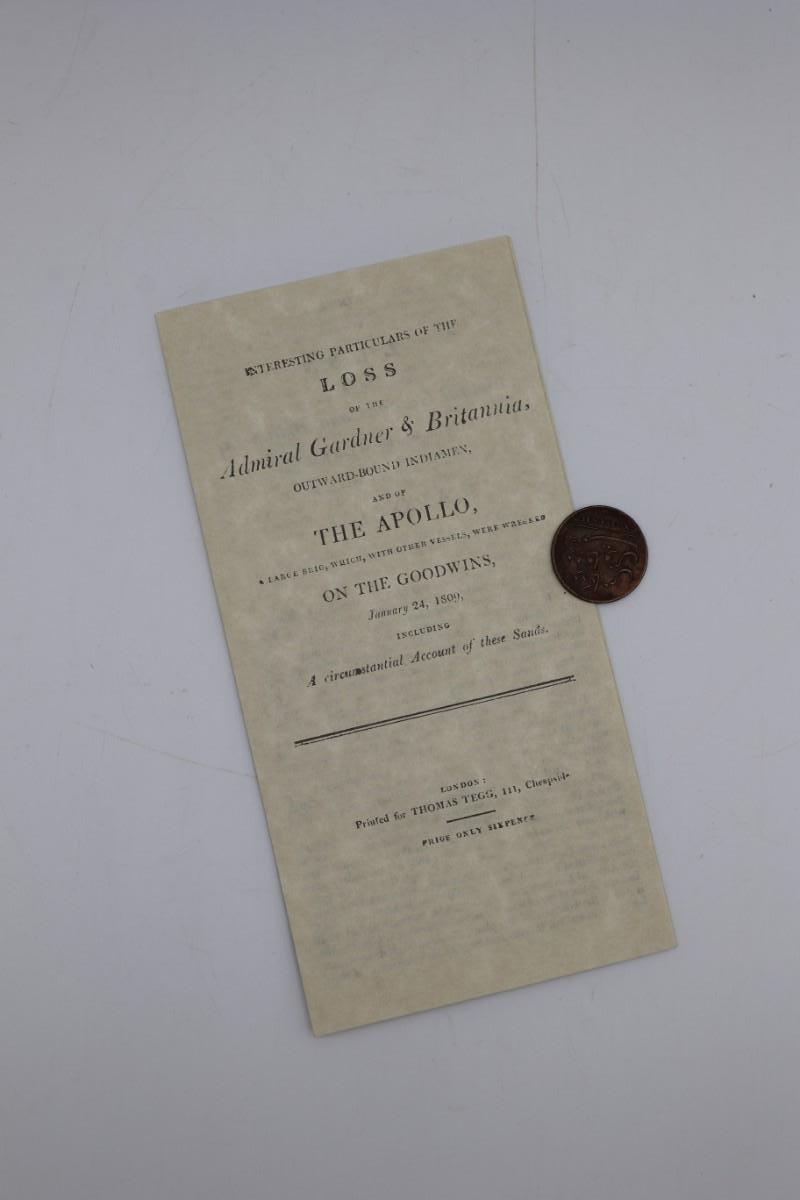 INTERESTING PARTICULARS OF THE
LOSS
OF THE
Admiral Gardner & Britannia,
OUTWARD-BOUND INDIAMEN,
AND OF
THE APOLLO,
A LARGE BRIG, WHICH, WITH OTHER VESSELS, WERE WRECKED
ON THE GOODWINS,
January 24, 1809,
INCLUDING
A circumstantial Account of these Sands.
LONDON:
Printed for THOMAS TEGG, 111, Cheapside
PRICE ONLY SIXPENCE